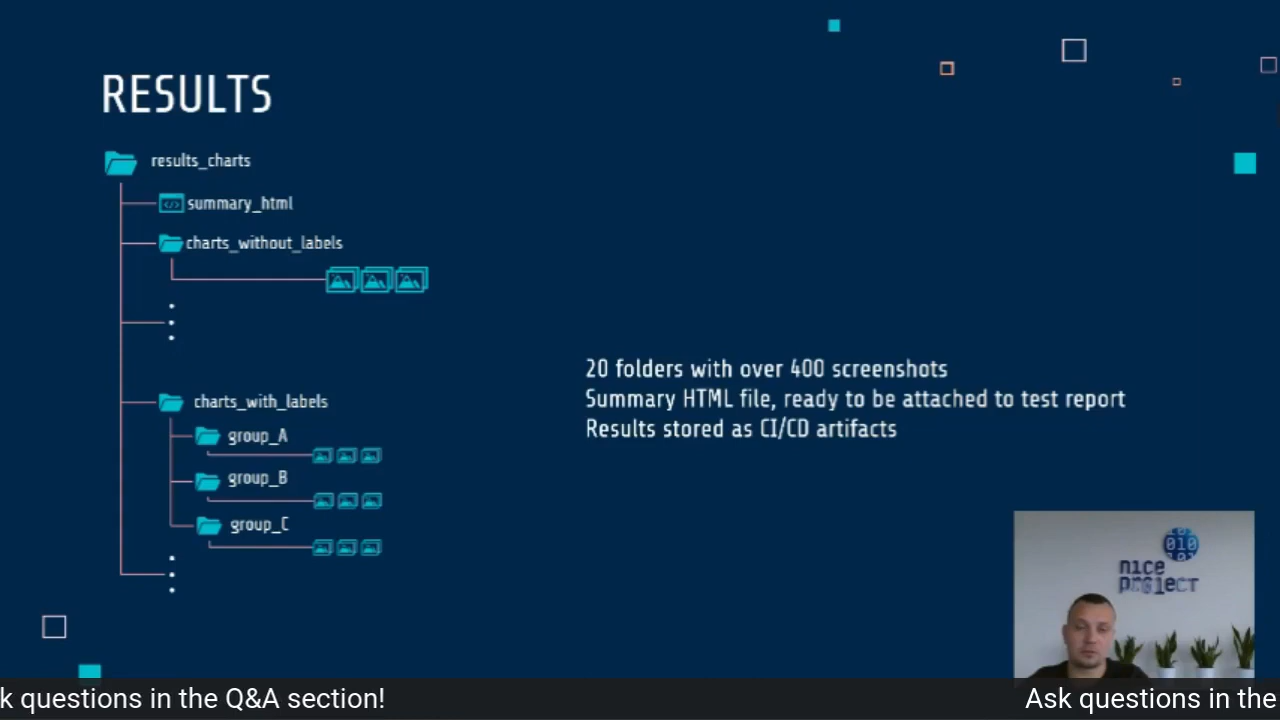 RESULTS
results_charts
summary_html
charts_without_labels
charts_with_labels
group_A
group_B
group_C
20 folders with over 400 screenshots
Summary HTML file, ready to be attached to test report
Results stored as CI/CD artifacts
010
nice
project
k questions in the Q&A section!
Ask questions in the